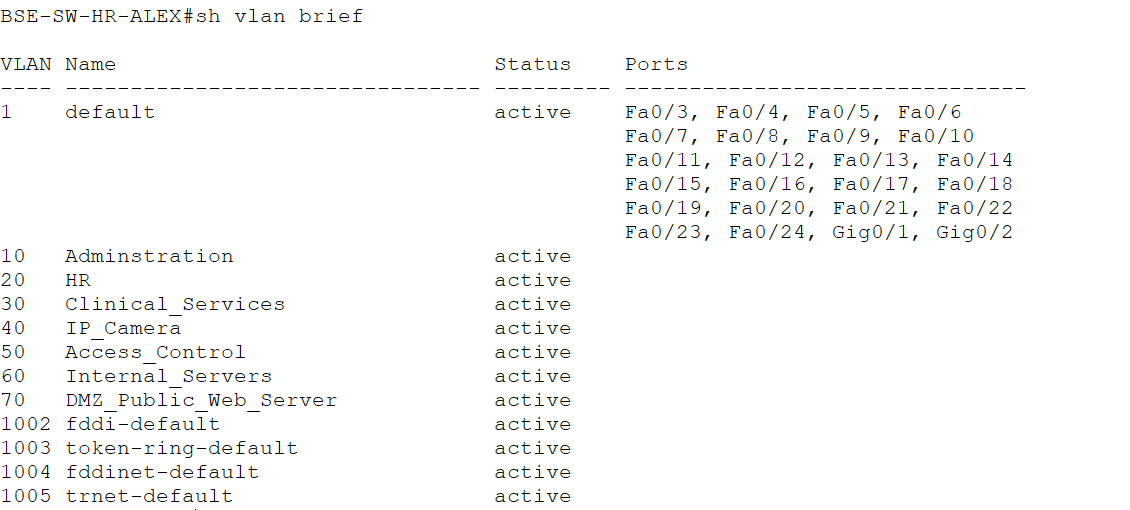 BSE-SW-HR-ALEX#sh vlan brief

VLAN Name                             Status    Ports
---- -------------------------------- --------- -------------------------------
1    default                          active    Fa0/3, Fa0/4, Fa0/5, Fa0/6
                                                Fa0/7, Fa0/8, Fa0/9, Fa0/10
                                                Fa0/11, Fa0/12, Fa0/13, Fa0/14
                                                Fa0/15, Fa0/16, Fa0/17, Fa0/18
                                                Fa0/19, Fa0/20, Fa0/21, Fa0/22
                                                Fa0/23, Fa0/24, Gig0/1, Gig0/2
10   Adminstration                    active
20   HR                               active
30   Clinical_Services                active
40   IP_Camera                        active
50   Access_Control                   active
60   Internal_Servers                 active
70   DMZ_Public_Web_Server            active
1002 fddi-default                     active
1003 token-ring-default               active
1004 fddinet-default                  active
1005 trnet-default                    active